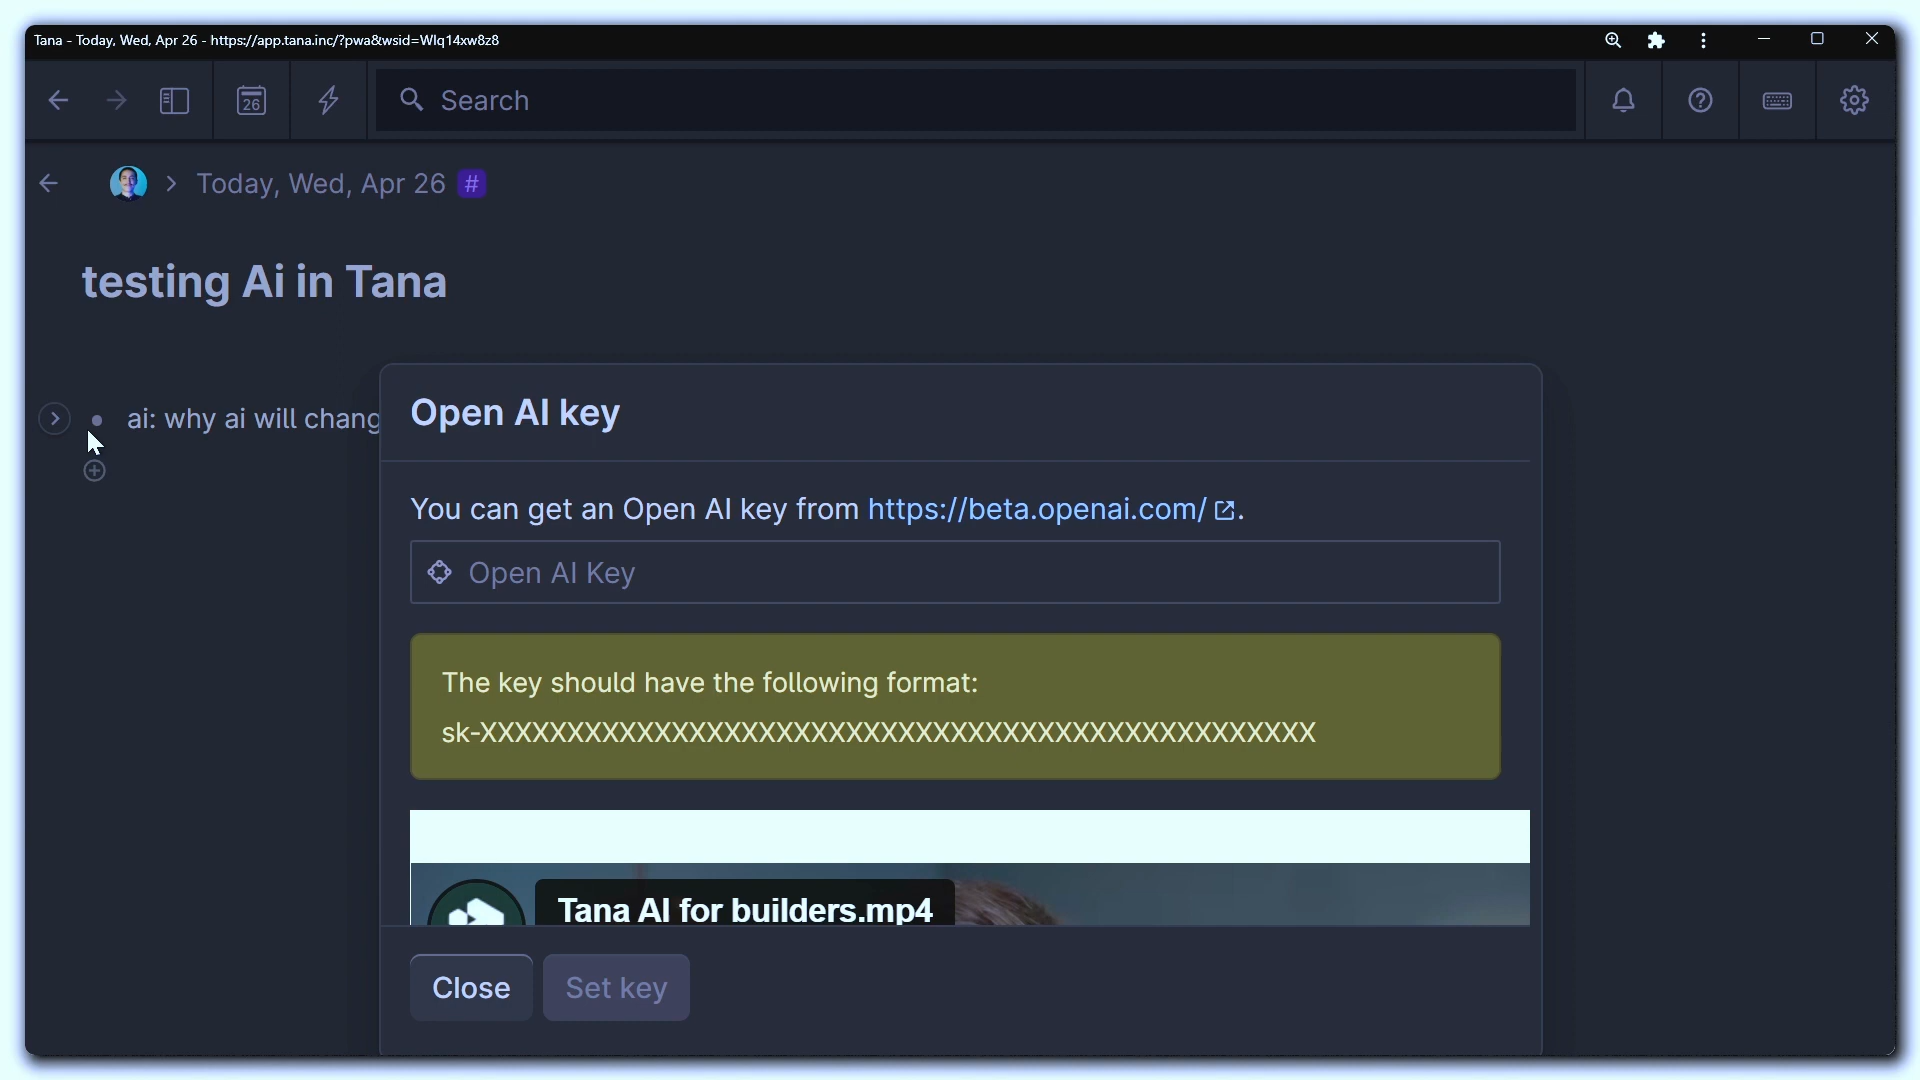 Tana - Today, Wed, Apr 26 - https://app.tana.inc/?pwa&wsid=Wlq14xw8z8
26
Search
Today, Wed, Apr 26 #
testing Ai in Tana
ai: why ai will chang
Open AI key
You can get an Open AI key from https://beta.openai.com/.
Open AI Key
The key should have the following format:
sk-XXXXXXXXXXXXXXXXXXXXXXXXXXXXXXXXXXXXXXXXXXXXXXXX
Tana AI for builders.mp4
Close
Set key